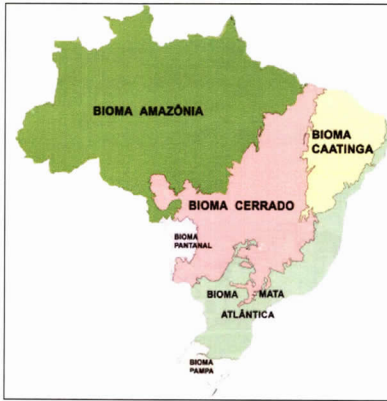 BIOMA AMAZÔNIA
BIOMA
CAATINGA
BIOMA CERRADO
BIOMA
PANTANAL
BIOMA MATA
ATLÂNTICA
BIOMA
PAMPA